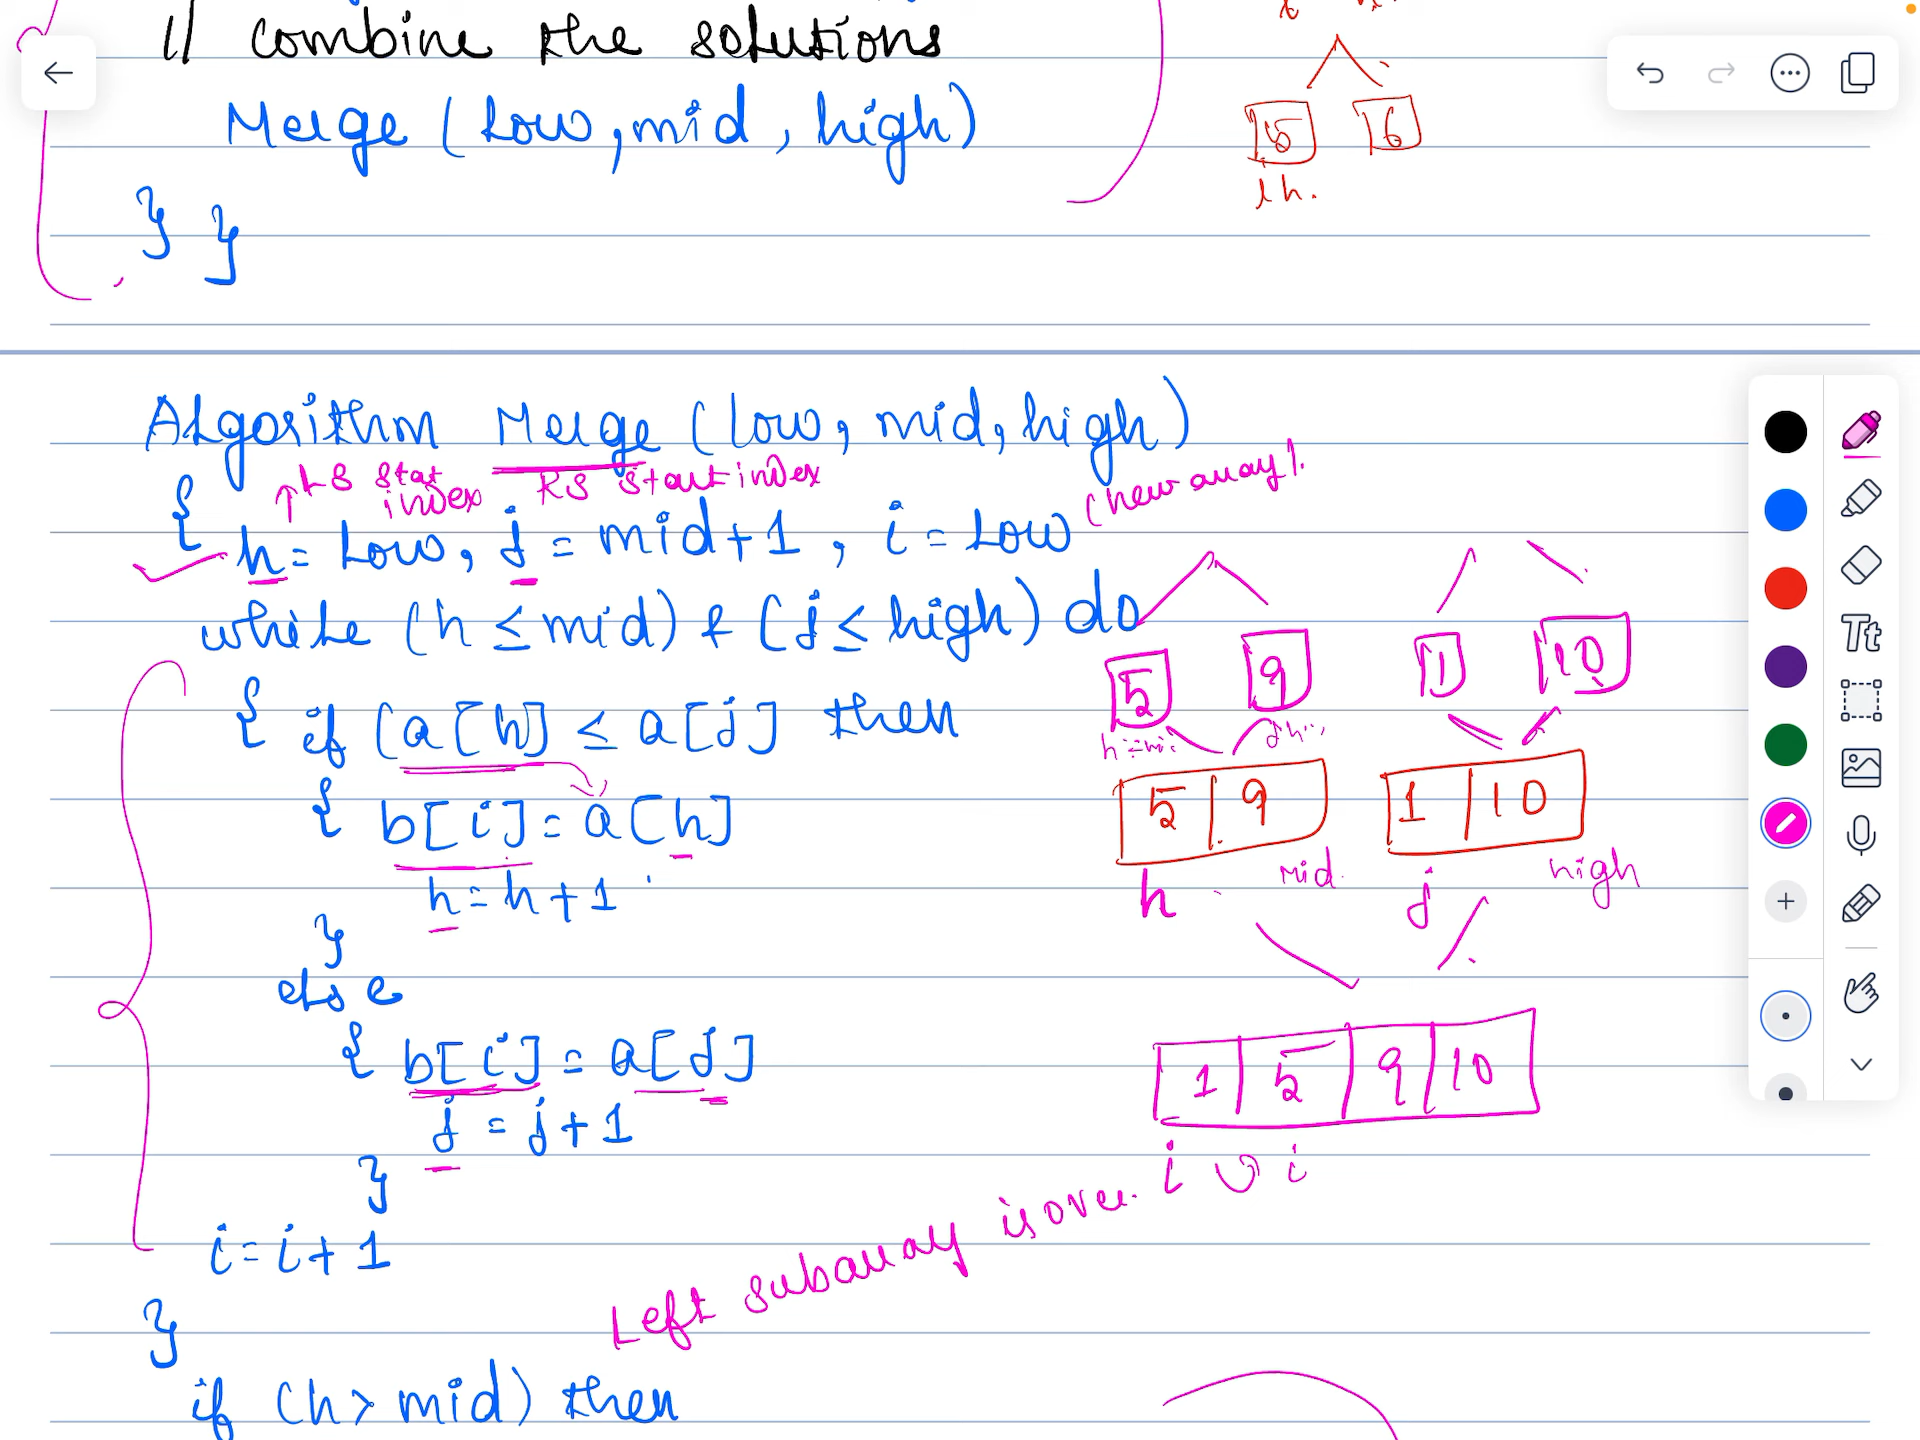 // combine the solutions
Merge (low, mid, high)
} }
15 16
l h.
Algorithm Merge (low, mid, high)
LS Start index RS Start index (new array).
{ h = low, j = mid+1, i = low
while (h ≤ mid) & (j ≤ high) do
{ if (a[h] ≤ a[j] then
{ b[i] = a[h]
h = h+1
}
else
{ b[i] = a[j]
j = j+1
}
i = i+1
}
Left subarray is over.
if (h > mid) then
5 9 1 10
5 9 1 10
h mid j high
1 5 9 10
i i
Tt